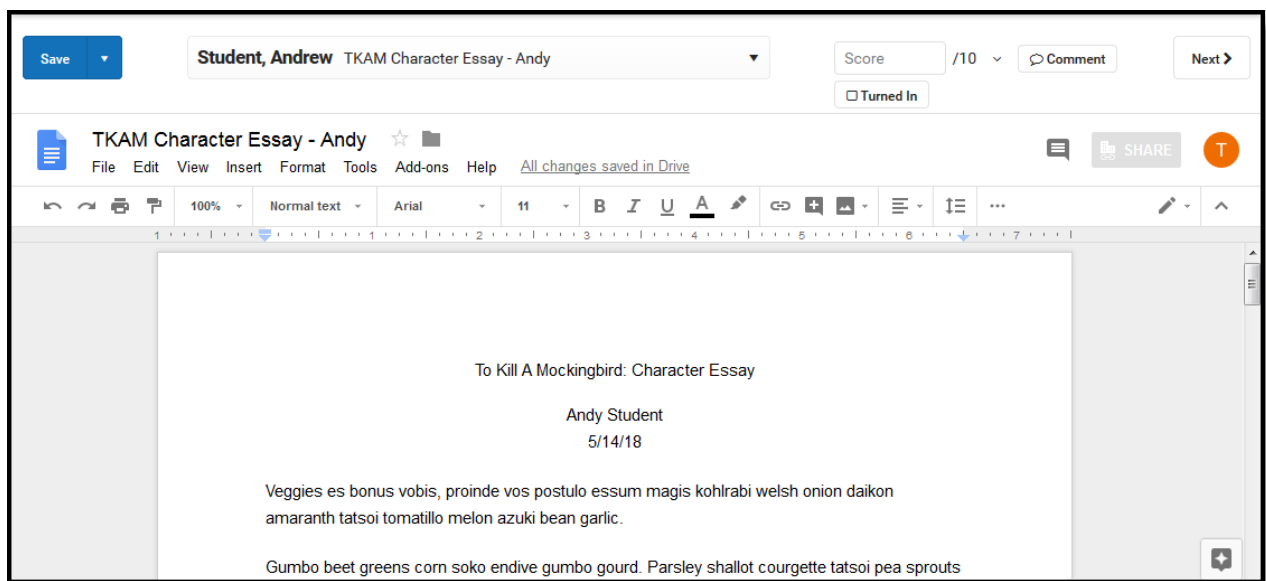 Save
Student, Andrew TKAM Character Essay - Andy
Score /10 Comment
Next
Turned In
TKAM Character Essay - Andy
File Edit View Insert Format Tools Add-ons Help All changes saved in Drive
SHARE
T
100% Normal text Arial 11 B I U A
1 1 2 3 4 5 6 7
To Kill A Mockingbird: Character Essay
Andy Student
5/14/18
Veggies es bonus vobis, proinde vos postulo essum magis kohlrabi welsh onion daikon
amaranth tatsoi tomatillo melon azuki bean garlic.
Gumbo beet greens corn soko endive gumbo gourd. Parsley shallot courgette tatsoi pea sprouts